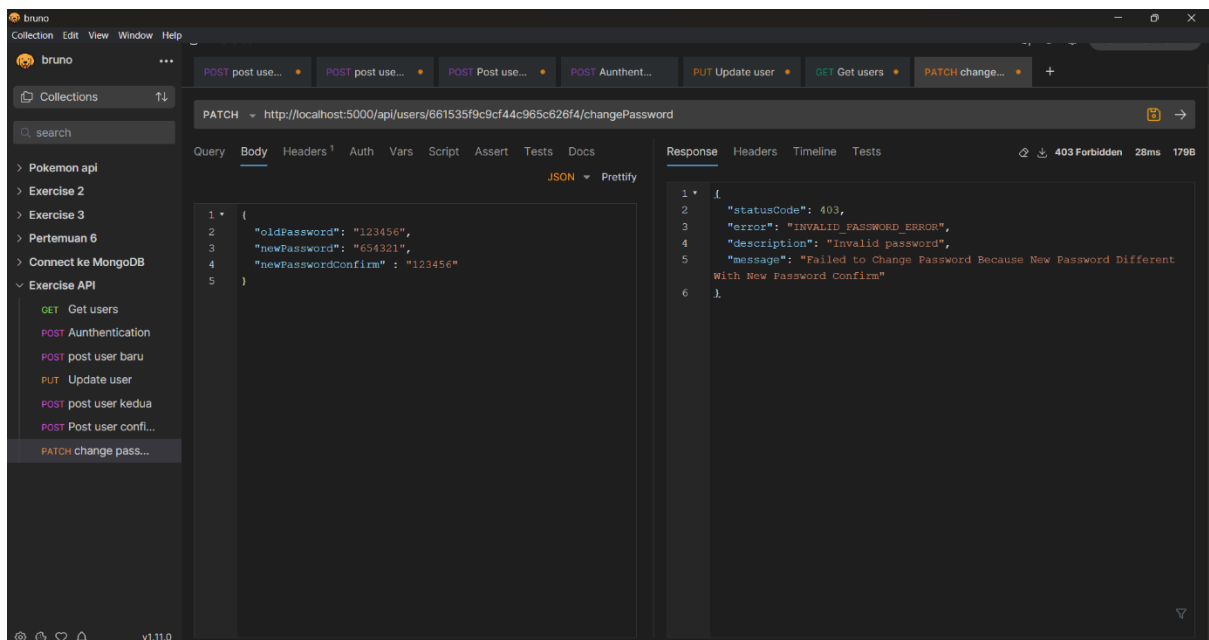 bruno
Collection Edit View Window Help
bruno
POST post use...
POST post use...
POST Post use...
POST Aunthent...
PUT Update user
GET Get users
PATCH change...
Collections
PATCH http://localhost:5000/api/users/661535f9c9cf44c965c626f4/changePassword
search
Query Body Headers 1 Auth Vars Script Assert Tests Docs
Response Headers Timeline Tests 403 Forbidden 28ms 179B
JSON Prettify
Pokemon api
Exercise 2
Exercise 3
Pertemuan 6
Connect ke MongoDB
Exercise API
GET Get users
POST Aunthentication
POST post user baru
PUT Update user
POST post user kedua
POST Post user confi...
PATCH change pass...
1 {
2 "oldPassword": "123456",
3 "newPassword": "654321",
4 "newPasswordConfirm" : "123456"
5 }
1 {
2 "statusCode": 403,
3 "error": "INVALID_PASSWORD_ERROR",
4 "description": "Invalid password",
5 "message": "Failed to Change Password Because New Password Different
With New Password Confirm"
6 }
v1.11.0